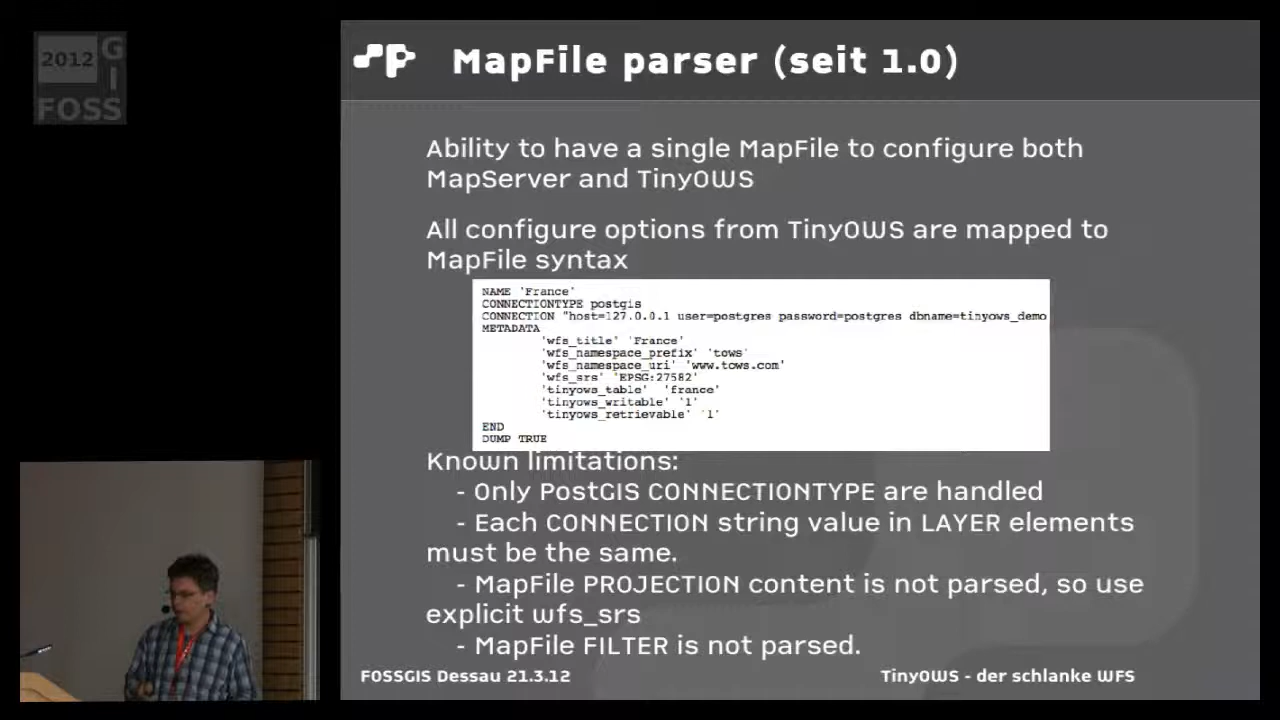 2012 G
I
FOSS
MapFile parser (seit 1.0)
Ability to have a single MapFile to configure both
MapServer and TinyOWS
All configure options from TinyOWS are mapped to
MapFile syntax
NAME 'France'
CONNECTIONTYPE postgis
CONNECTION "host=127.0.0.1 user=postgres password=postgres dbname=tinyows_demo
METADATA
'wfs_title' 'France'
'wfs_namespace_prefix' 'tows'
'wfs_namespace_uri' 'www.tows.com'
'wfs_srs' 'EPSG:27582'
'tinyows_table' 'france'
'tinyows_writable' '1'
'tinyows_retrievable' '1'
END
DUMP TRUE
Known limitations:
- Only PostGIS CONNECTIONTYPE are handled
- Each CONNECTION string value in LAYER elements
must be the same.
- MapFile PROJECTION content is not parsed, so use
explicit wfs_srs
- MapFile FILTER is not parsed.
FOSSGIS Dessau 21.3.12
TinyOWS - der schlanke WFS